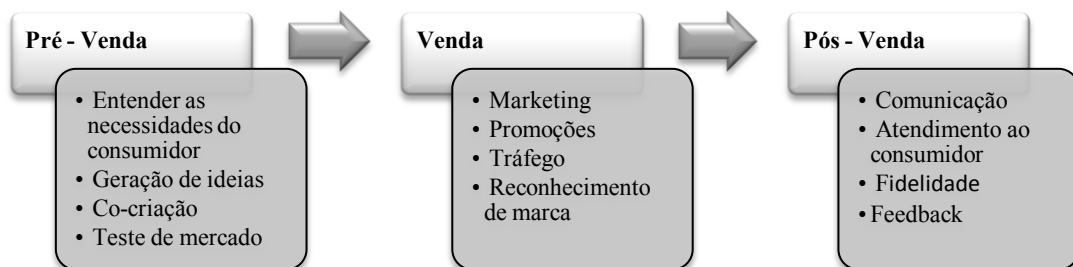 Pré - Venda
• Entender as
necessidades do
consumidor
• Geração de ideias
• Co-criação
• Teste de mercado
Venda
• Marketing
• Promoções
• Tráfego
• Reconhecimento
de marca
Pós - Venda
• Comunicação
• Atendimento ao
consumidor
• Fidelidade
• Feedback